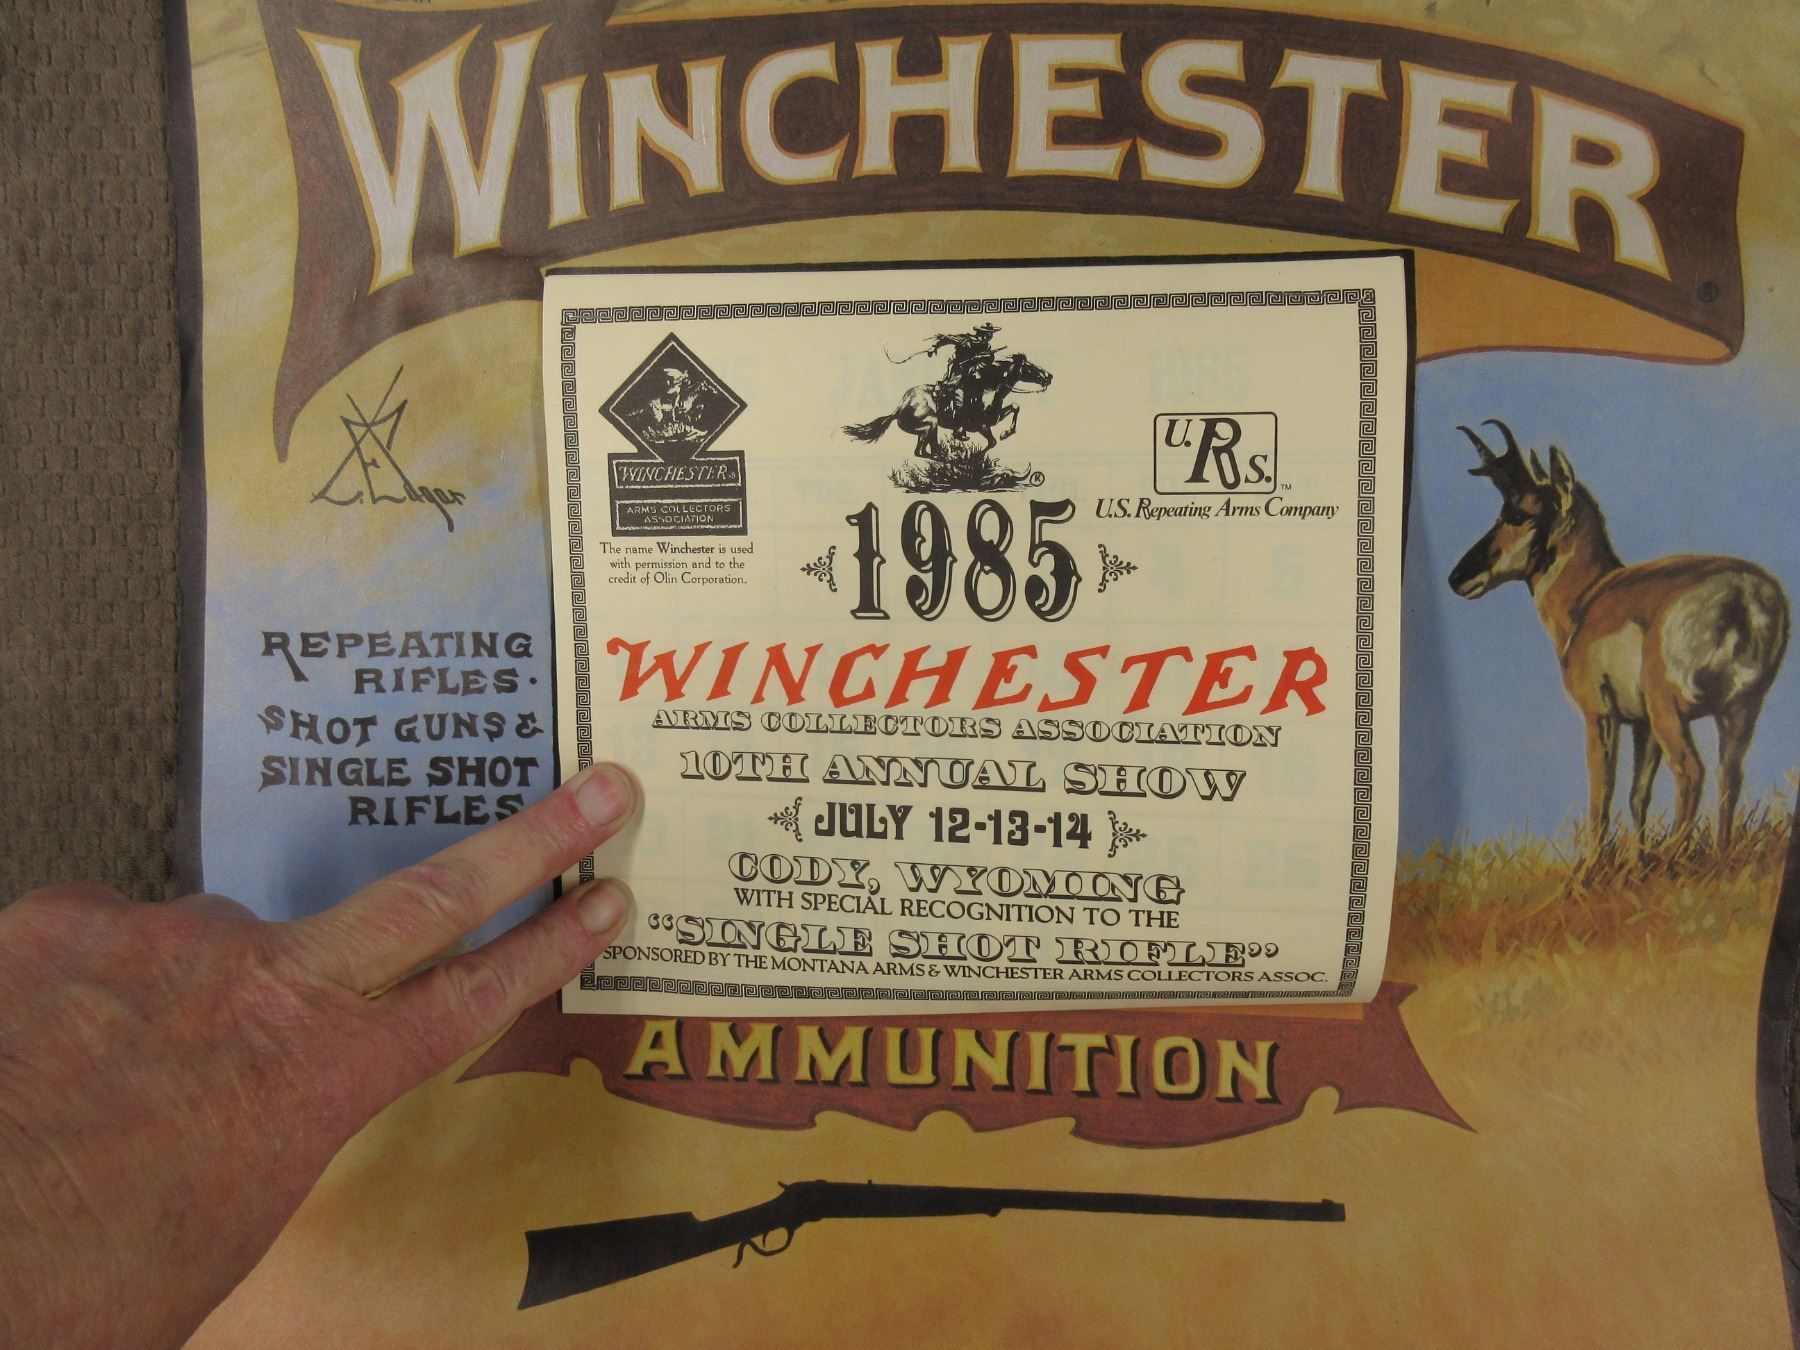 WINCHESTER
®
L. Edgar
REPEATING
RIFLES.
SHOT GUNS &
SINGLE SHOT
RIFLES.
WINCHESTER®
ARMS COLLECTORS
ASSOCIATION
The name Winchester is used
with permission and to the
credit of Olin Corporation.
®
U.S. R
TM
U.S. Repeating Arms Company
1985
WINCHESTER
ARMS COLLECTORS ASSOCIATION
10TH ANNUAL SHOW
JULY 12-13-14
CODY, WYOMING
WITH SPECIAL RECOGNITION TO THE
“SINGLE SHOT RIFLE”
SPONSORED BY THE MONTANA ARMS & WINCHESTER ARMS COLLECTORS ASSOC.
AMMUNITION